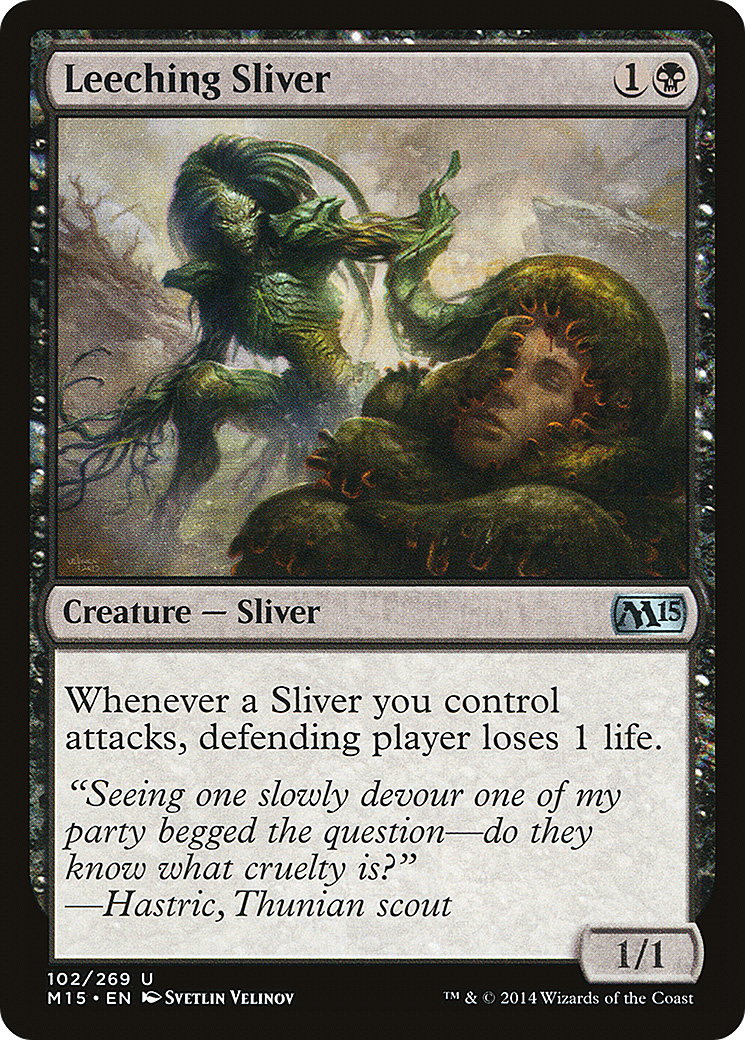 Leeching Sliver
1
Creature — Sliver
M15
Whenever a Sliver you control
attacks, defending player loses 1 life.
“Seeing one slowly devour one of my
party begged the question—do they
know what cruelty is?”
—Hastric, Thunian scout
1/1
102/269 U
M15 • EN Svetlin Velinov
™ & © 2014 Wizards of the Coast